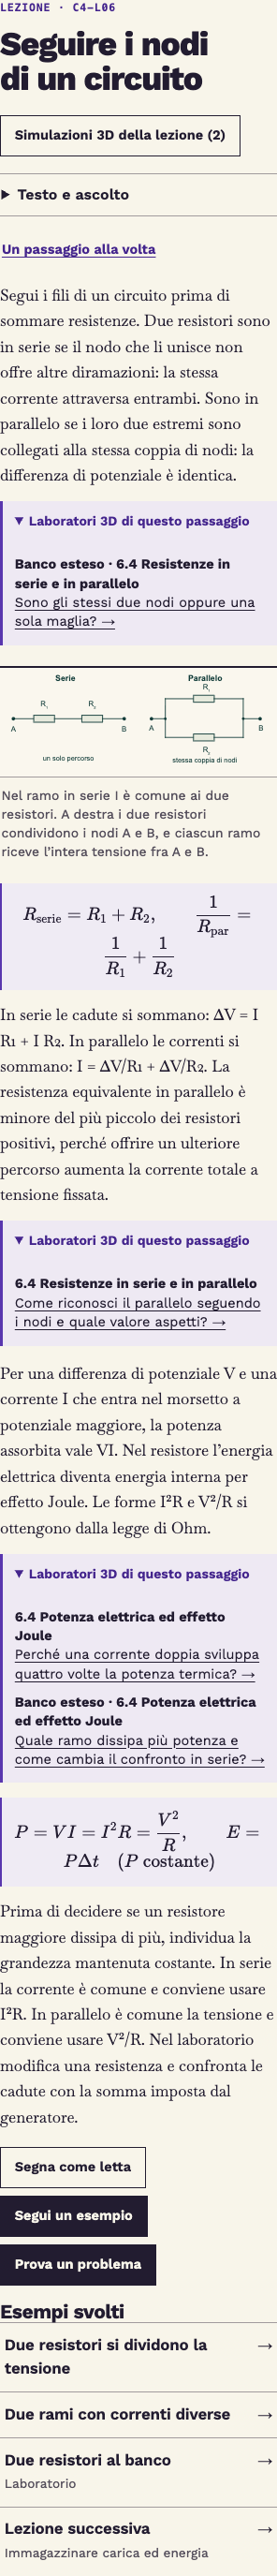 LEZIONE · C4–L06
Seguire i nodi
di un circuito
Simulazioni 3D della lezione (2)
▶ Testo e ascolto
Un passaggio alla volta
Segui i fili di un circuito prima di
sommare resistenze. Due resistori sono
in serie se il nodo che li unisce non
offre altre diramazioni: la stessa
corrente attraversa entrambi. Sono in
parallelo se i loro due estremi sono
collegati alla stessa coppia di nodi: la
differenza di potenziale è identica.
▼ Laboratori 3D di questo passaggio
Banco esteso · 6.4 Resistenze in
serie e in parallelo
Sono gli stessi due nodi oppure una
sola maglia? →
Serie
R₁ R₂
A B
un solo percorso
Parallelo
R₁
A B
R₂
stessa coppia di nodi
Nel ramo in serie I è comune ai due
resistori. A destra i due resistori
condividono i nodi A e B, e ciascun ramo
riceve l'intera tensione fra A e B.
R_serie = R₁ + R₂, 1/R_par =
1/R₁ + 1/R₂
In serie le cadute si sommano: ΔV = I
R₁ + I R₂. In parallelo le correnti si
sommano: I = ΔV/R₁ + ΔV/R₂. La
resistenza equivalente in parallelo è
minore del più piccolo dei resistori
positivi, perché offrire un ulteriore
percorso aumenta la corrente totale a
tensione fissata.
▼ Laboratori 3D di questo passaggio
6.4 Resistenze in serie e in parallelo
Come riconosci il parallelo seguendo
i nodi e quale valore aspetti? →
Per una differenza di potenziale V e una
corrente I che entra nel morsetto a
potenziale maggiore, la potenza
assorbita vale VI. Nel resistore l'energia
elettrica diventa energia interna per
effetto Joule. Le forme I²R e V²/R si
ottengono dalla legge di Ohm.
▼ Laboratori 3D di questo passaggio
6.4 Potenza elettrica ed effetto
Joule
Perché una corrente doppia sviluppa
quattro volte la potenza termica? →
Banco esteso · 6.4 Potenza elettrica
ed effetto Joule
Quale ramo dissipa più potenza e
come cambia il confronto in serie? →
P = VI = I²R = V²/R, E =
PΔt (P costante)
Prima di decidere se un resistore
maggiore dissipa di più, individua la
grandezza mantenuta costante. In serie
la corrente è comune e conviene usare
I²R. In parallelo è comune la tensione e
conviene usare V²/R. Nel laboratorio
modifica una resistenza e confronta le
cadute con la somma imposta dal
generatore.
Segna come letta
Segui un esempio
Prova un problema
Esempi svolti
Due resistori si dividono la →
tensione
Due rami con correnti diverse →
Due resistori al banco →
Laboratorio
Lezione successiva →
Immagazzinare carica ed energia